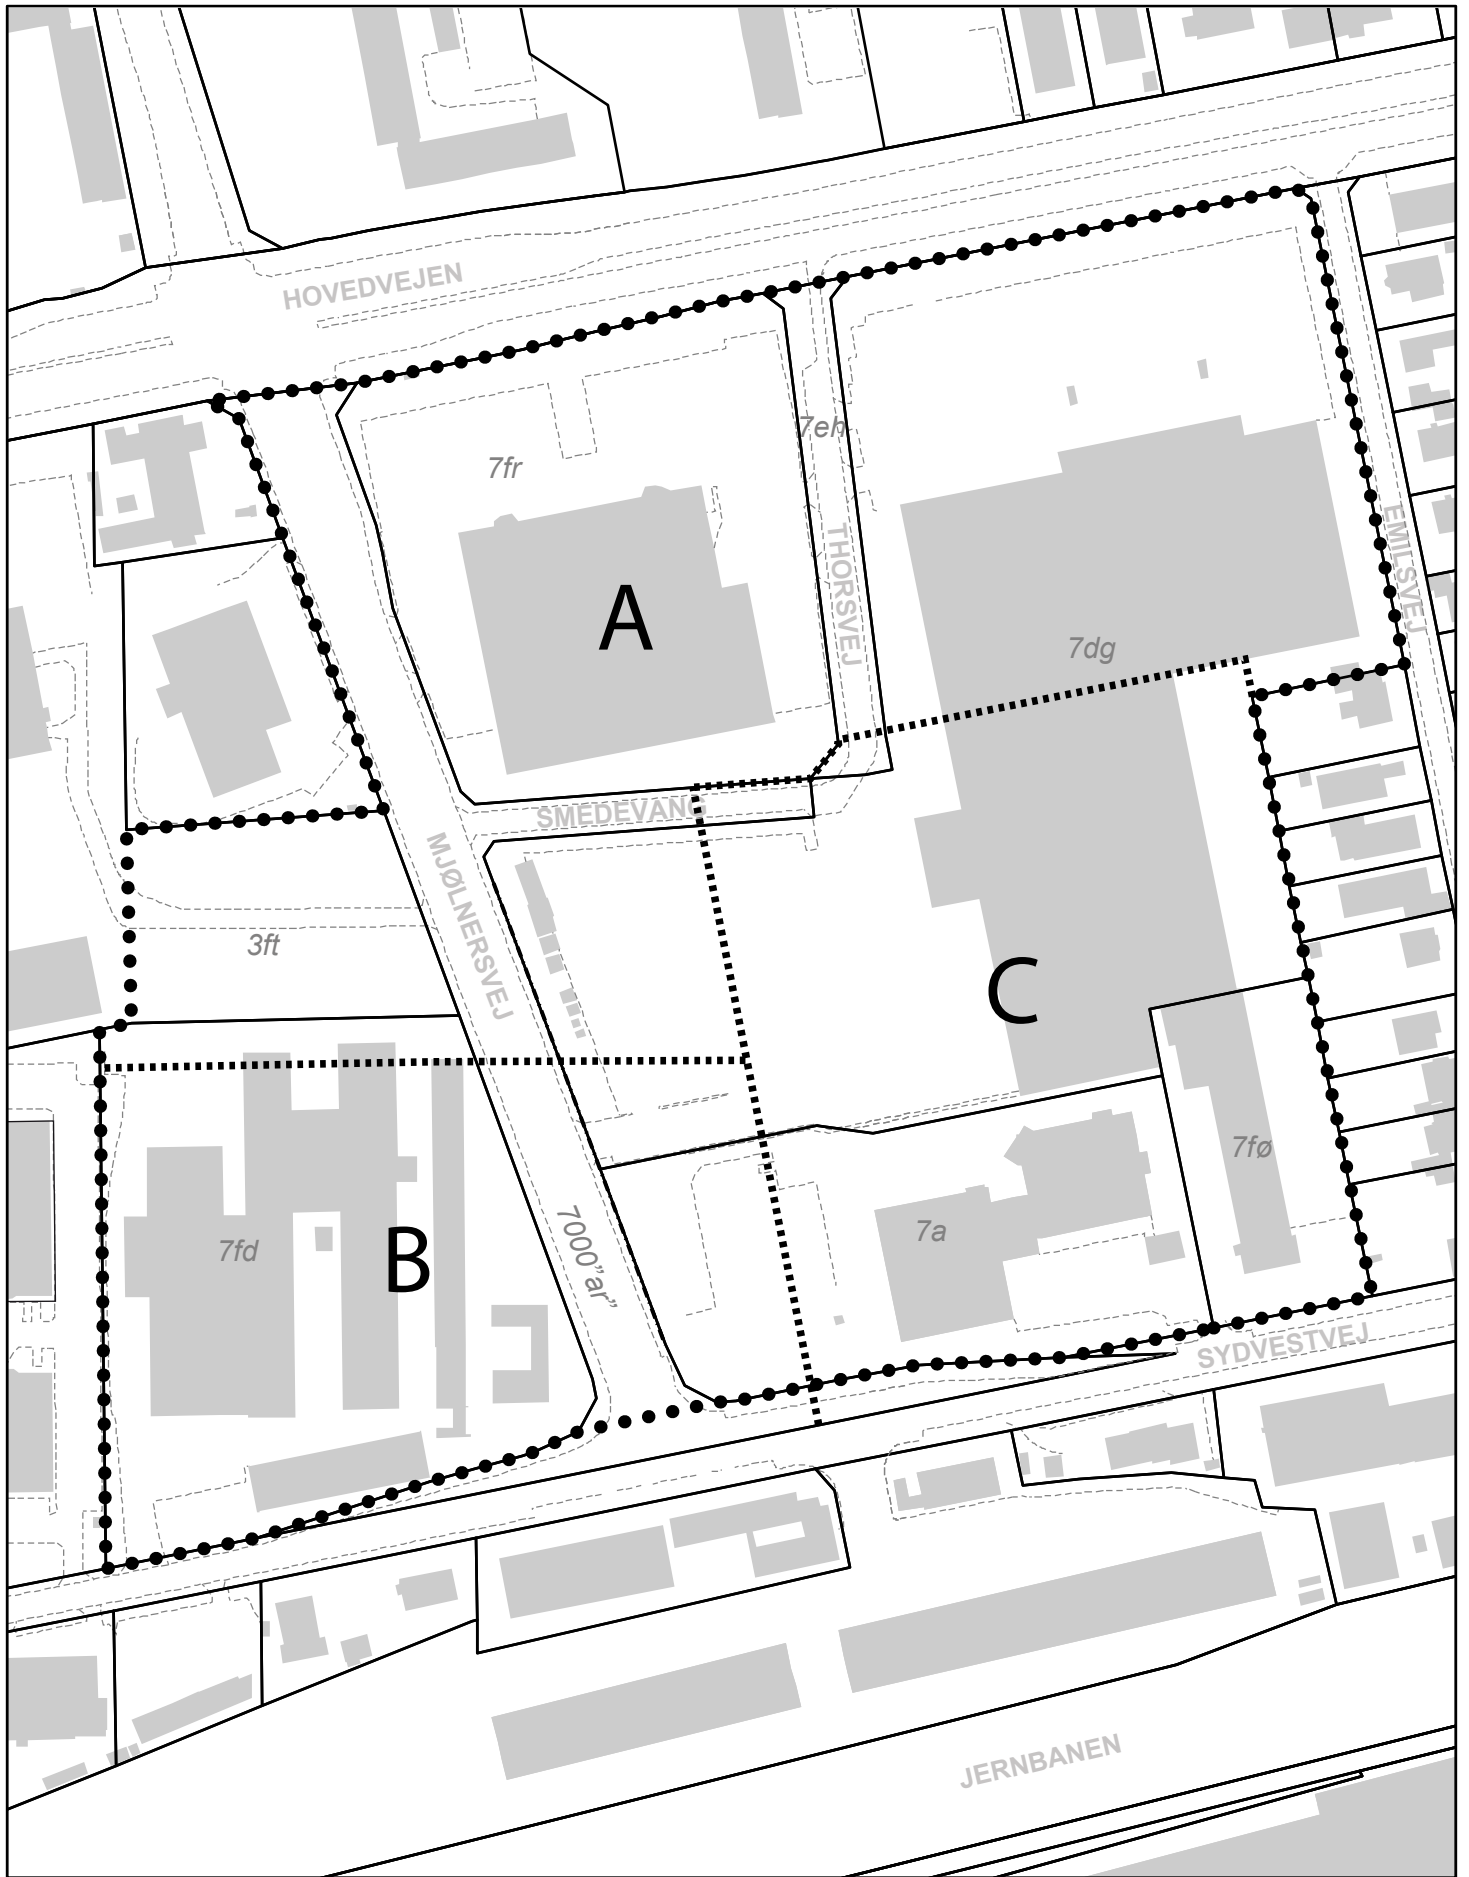 HOVEDVEJEN
7eh
7fr
THORSVEJ
EMILSVEJ
A
7dg
SMEDEVANG
MJØLNERSVEJ
3ft
C
7fø
7a
7fd
B
7000"ar"
SYDVESTVEJ
JERNBANEN